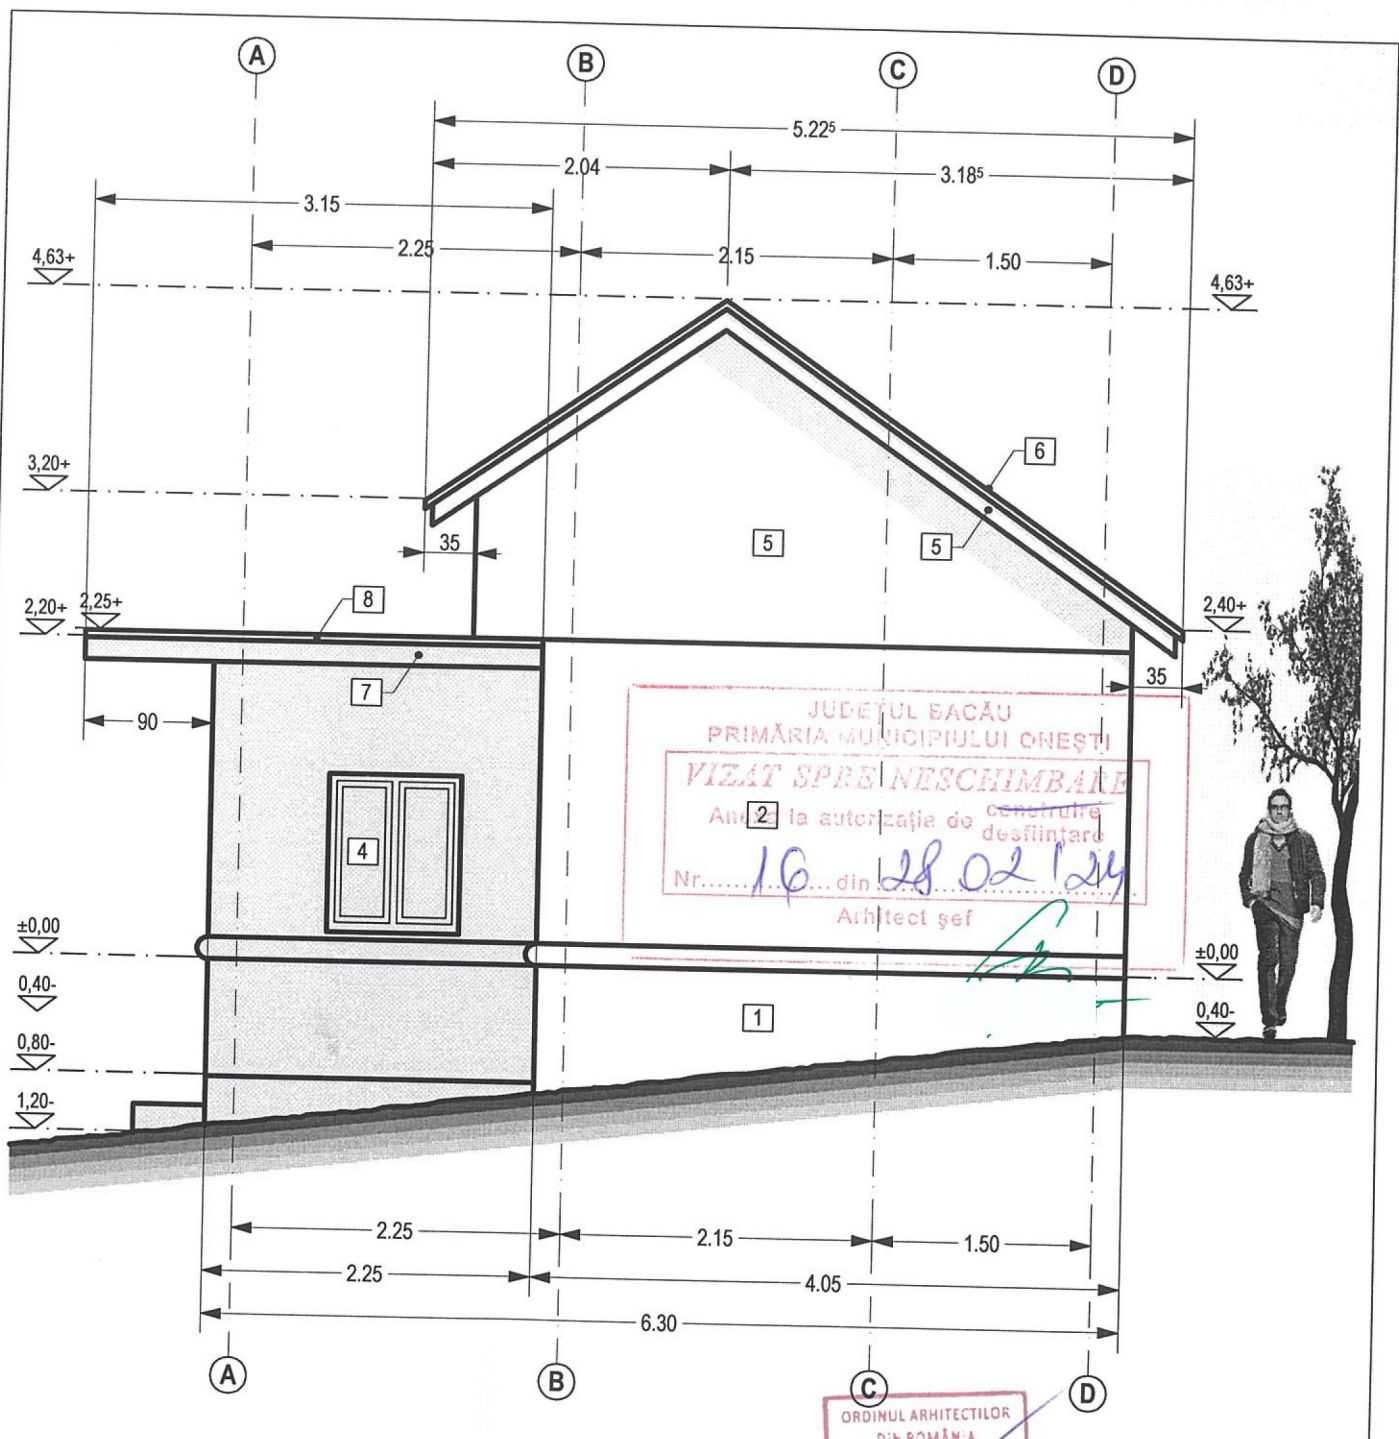 A B C D
5.22⁵
2.04 3.18⁵
3.15
2.25 2.15 1.50
4,63+ 4,63+
6
3,20+
35 5 5
8
2,20+ 2,25+ 2,40+
7 35
90
JUDEȚUL BACĂU
PRIMĂRIA MUNICIPIULUI ONEȘTI
VIZAT SPRE NESCHIMBARE
2
Anexa la autorizația de construire
desființare
4
Nr. 16 din 28 02 '24
Arhitect șef
±0,00 ±0,00
0,40- 0,40-
1
0,80-
1,20-
2.25 2.15 1.50
2.25 4.05
6.30
A B C D
ORDINUL ARHITECTILOR
DIN ROMÂNIA